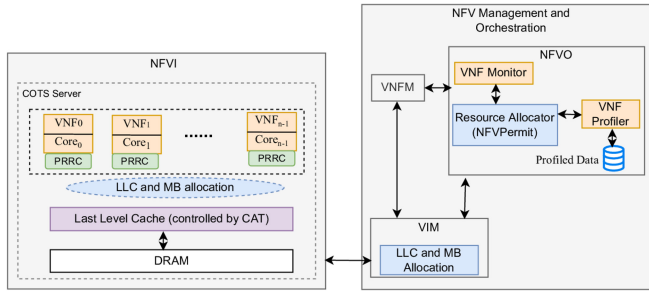 NFVI
COTS Server
VNF0
VNF1
......
VNFn-1
Core0
Core1
Coren-1
PRRC
PRRC
PRRC
LLC and MB allocation
Last Level Cache (controlled by CAT)
DRAM
NFV Management and
Orchestration
NFVO
VNFM
VNF Monitor
Resource Allocator
(NFVPermit)
VNF
Profiler
Profiled Data
VIM
LLC and MB
Allocation